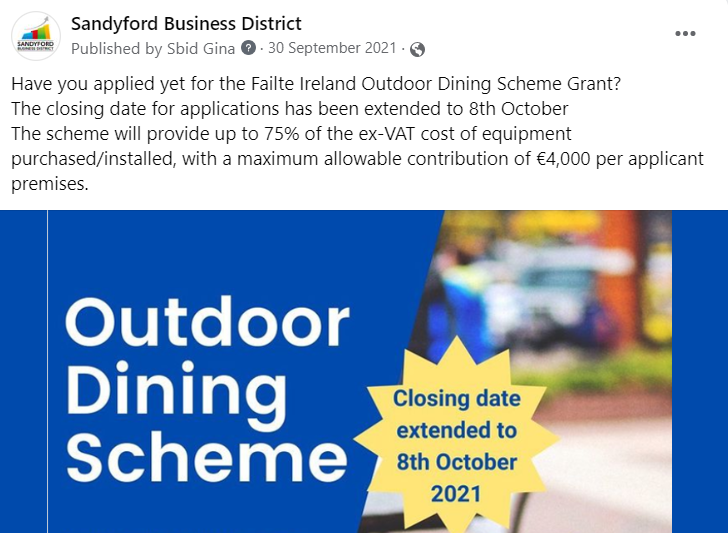 SANDYFORD
BUSINESS DISTRICT
Sandyford Business District
Published by Sbid Gina ? · 30 September 2021 ·
Have you applied yet for the Failte Ireland Outdoor Dining Scheme Grant?
The closing date for applications has been extended to 8th October
The scheme will provide up to 75% of the ex-VAT cost of equipment
purchased/installed, with a maximum allowable contribution of €4,000 per applicant
premises.
Outdoor
Dining
Scheme
Closing date
extended to
8th October
2021